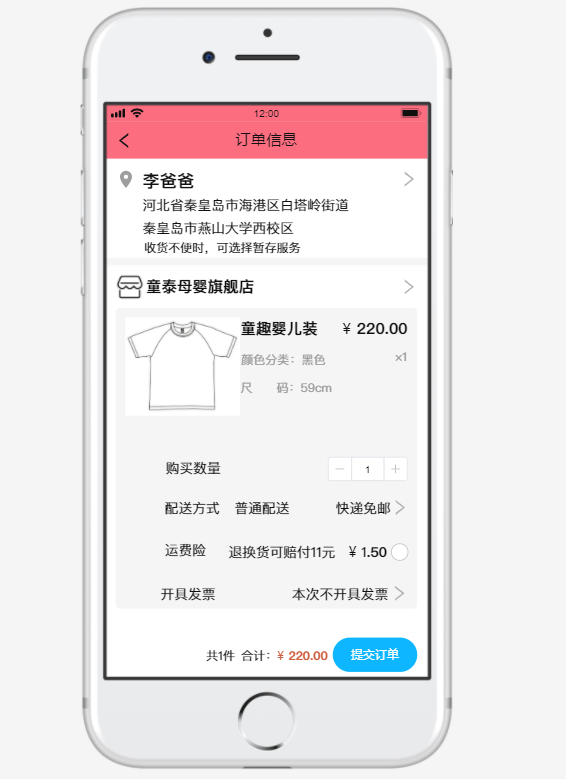 12:00
订单信息
李爸爸
河北省秦皇岛市海港区白塔岭街道
秦皇岛市燕山大学西校区
收货不便时，可选择暂存服务
童泰母婴旗舰店
童趣婴儿装 ¥ 220.00
颜色分类：黑色 x1
尺 码：59cm
购买数量 − 1 +
配送方式 普通配送 快递免邮
运费险 退换货可赔付11元 ¥ 1.50
开具发票 本次不开具发票
共1件 合计：¥ 220.00 提交订单